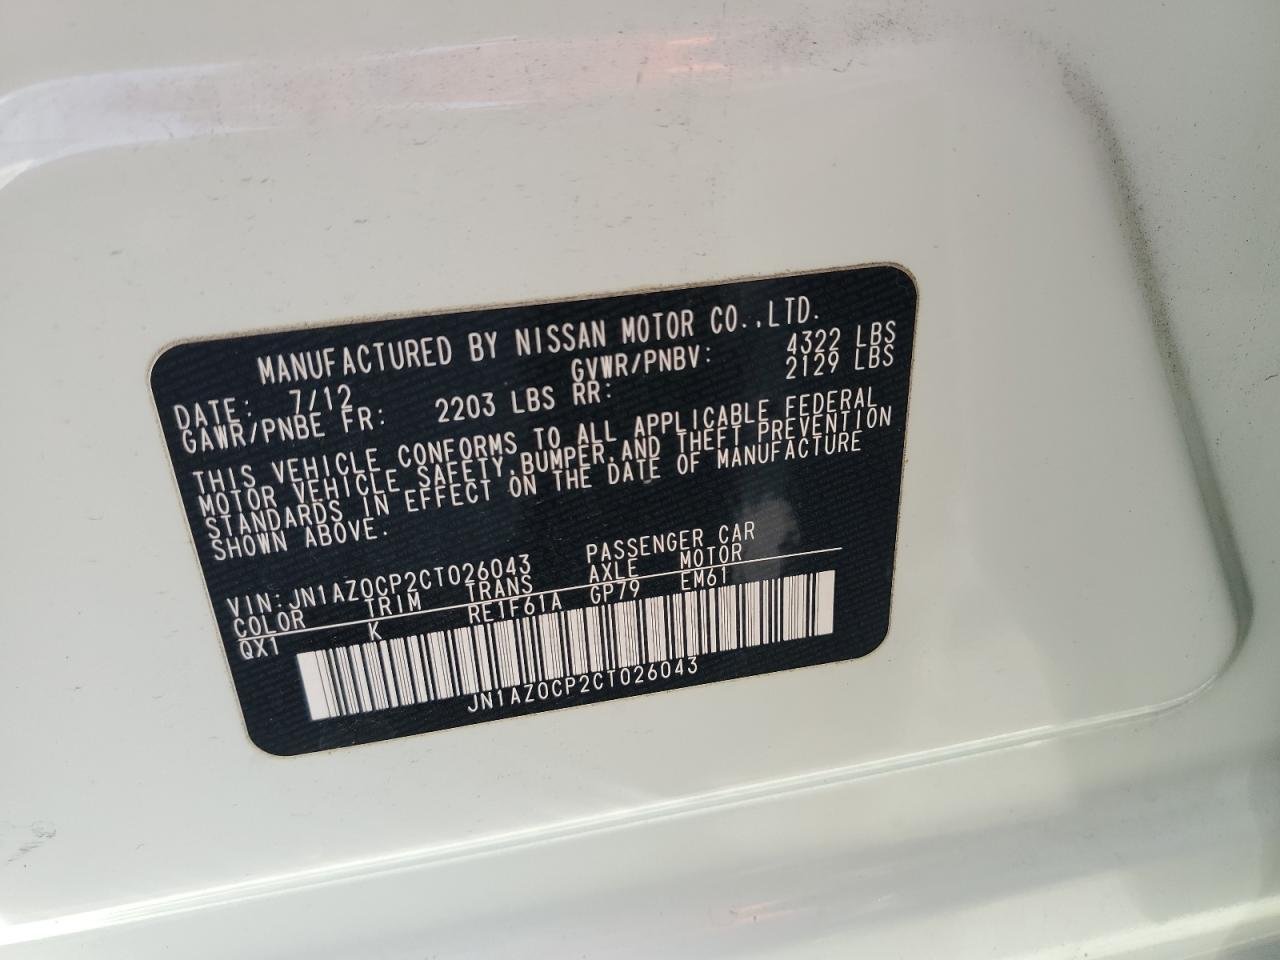 MANUFACTURED BY NISSAN MOTOR CO.,LTD.
DATE: 7/12 GVWR/PNBV: 4322 LBS
GAWR/PNBE FR: 2203 LBS RR: 2129 LBS
THIS VEHICLE CONFORMS TO ALL APPLICABLE FEDERAL
MOTOR VEHICLE SAFETY,BUMPER,AND THEFT PREVENTION
STANDARDS IN EFFECT ON THE DATE OF MANUFACTURE
SHOWN ABOVE.
VIN:JN1AZ0CP2CT026043 PASSENGER CAR
COLOR TRIM TRANS AXLE MOTOR
QX1 K RE1F61A GP79 EM61
JN1AZ0CP2CT026043